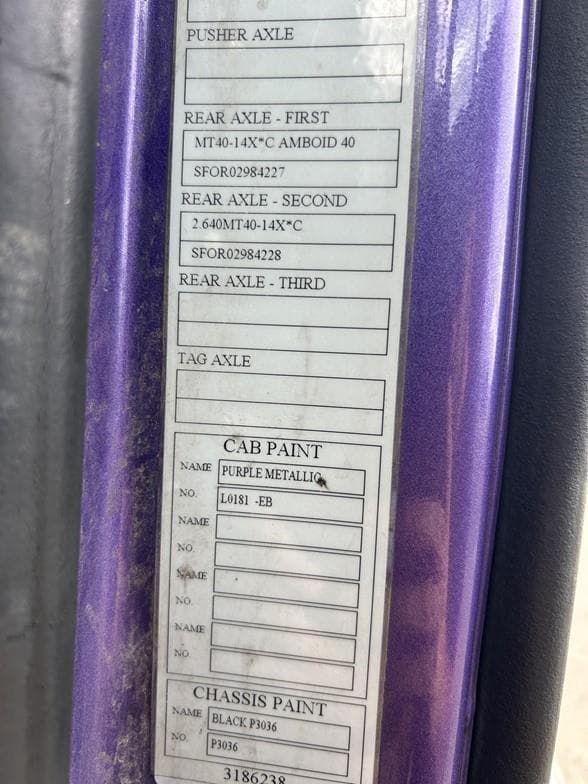 PUSHER AXLE
REAR AXLE - FIRST
MT40-14X*C AMBOID 40
SFOR02984227
REAR AXLE - SECOND
2.640MT40-14X*C
SFOR02984228
REAR AXLE - THIRD
TAG AXLE
CAB PAINT
NAME PURPLE METALLIC
NO. L0181 -EB
NAME
NO.
NAME
NO.
NAME
NO.
CHASSIS PAINT
NAME BLACK P3036
NO. P3036
3186238